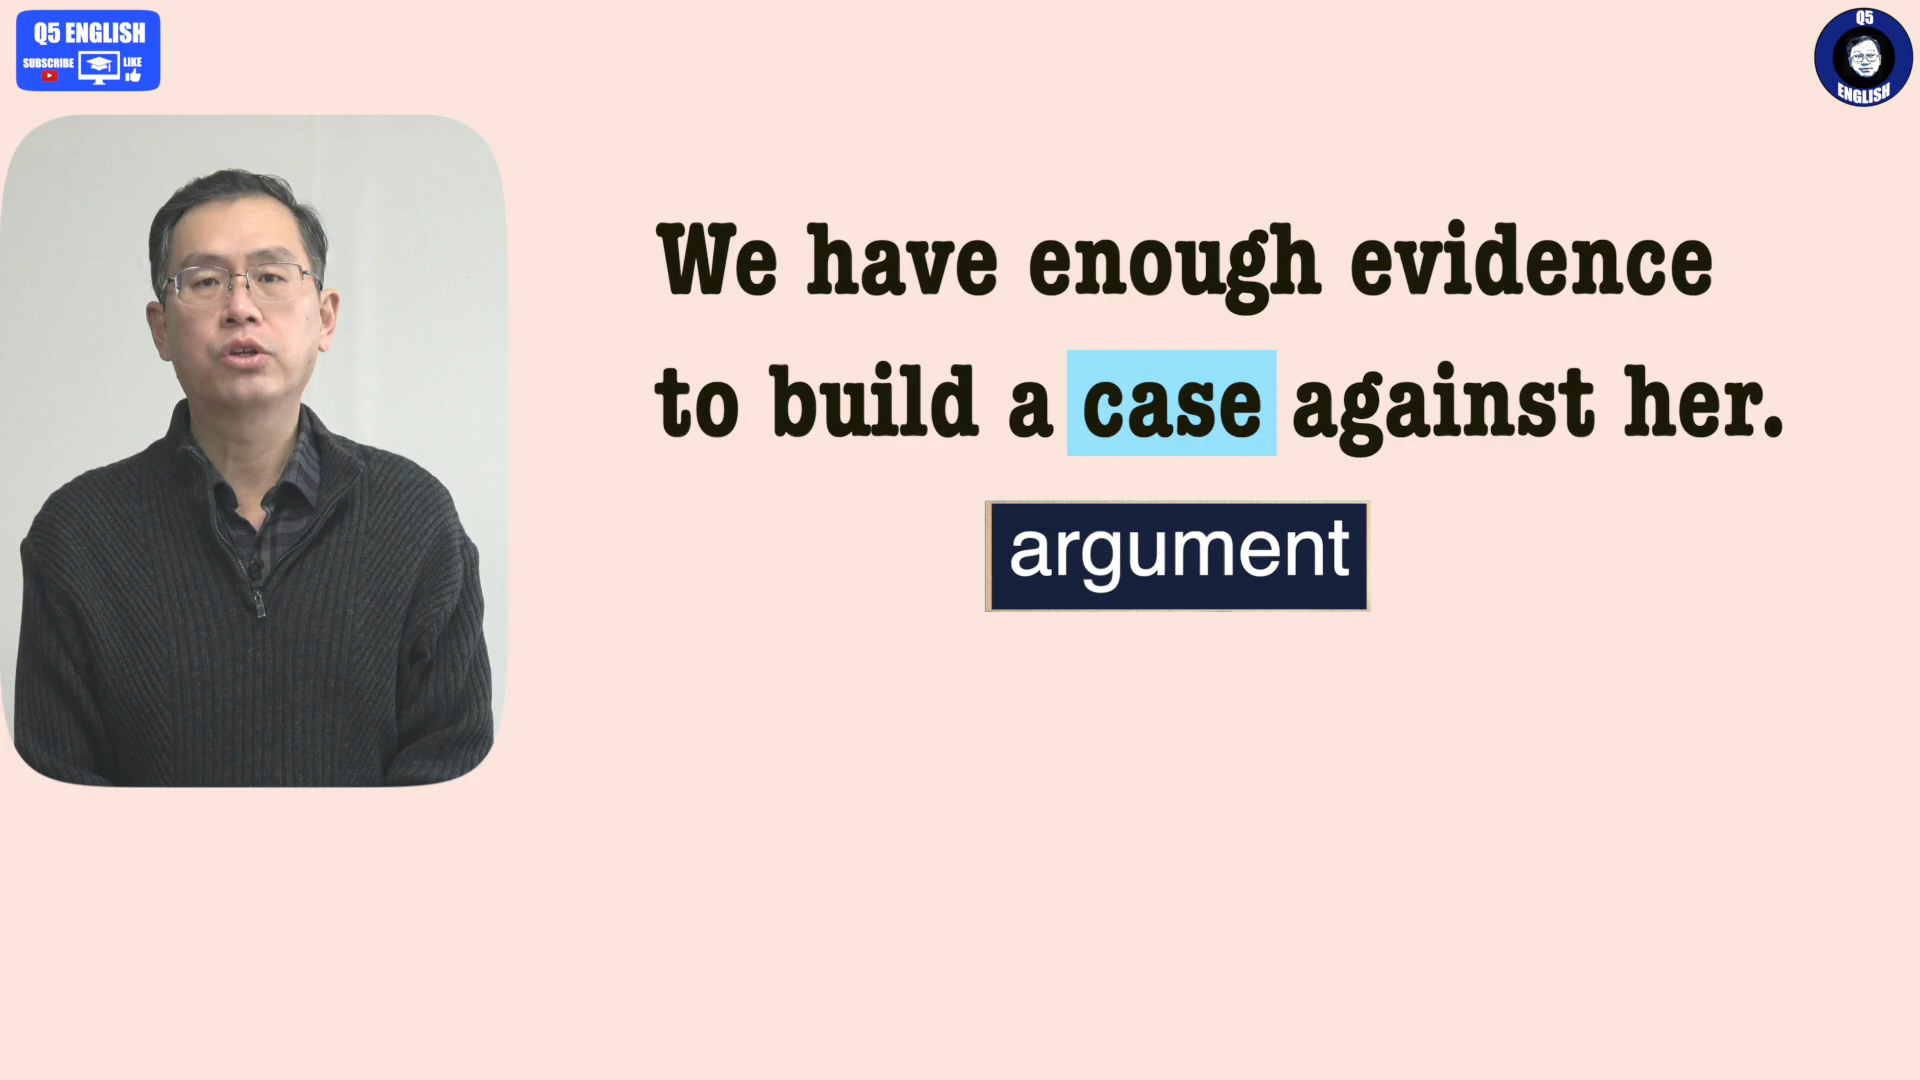 Q5 ENGLISH
SUBSCRIBE
LIKE
Q5
ENGLISH
We have enough evidence
to build a case against her.
argument